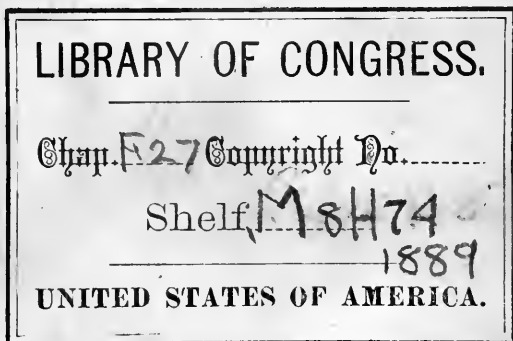 LIBRARY OF CONGRESS.
Chap. F27 Copyright No.........
Shelf, M8H74
1889
UNITED STATES OF AMERICA.